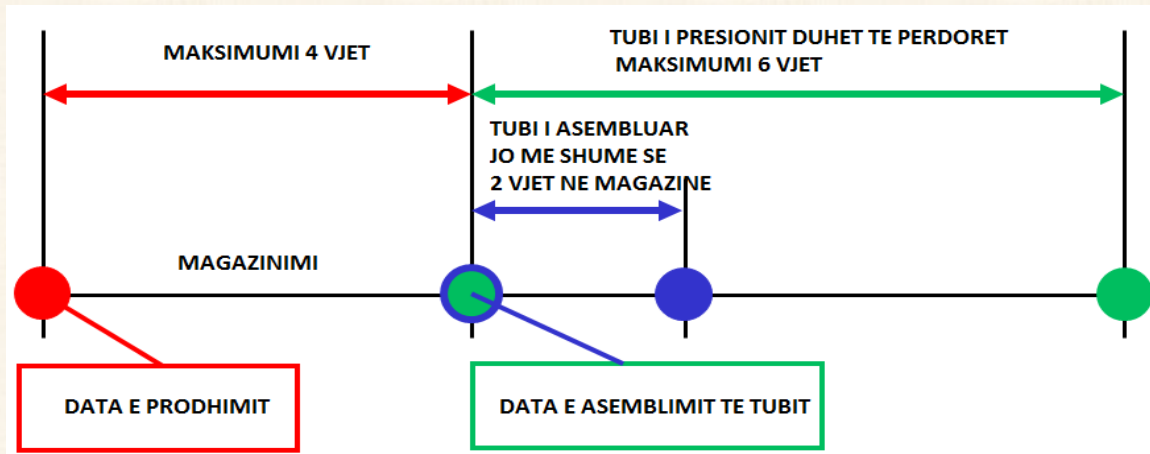 MAKSIMUMI 4 VJET
TUBI I PRESIONIT DUHET TE PERDORET
MAKSIMUMI 6 VJET
TUBI I ASEMBLUAR
JO ME SHUME SE
2 VJET NE MAGAZINE
MAGAZINIMI
DATA E PRODHIMIT
DATA E ASEMBLIMIT TE TUBIT